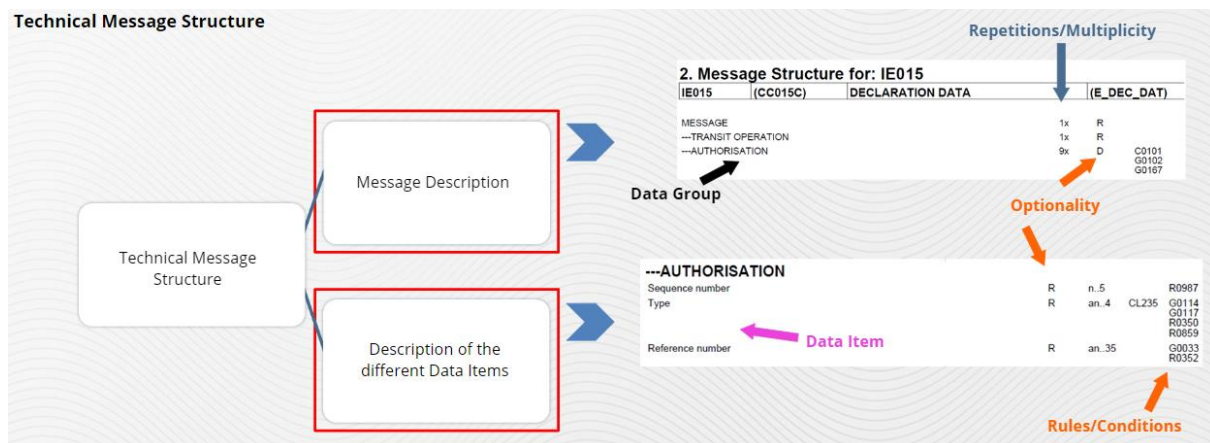 Technical Message Structure
Repetitions/Multiplicity
2. Message Structure for: IE015
IE015 (CC015C) DECLARATION DATA (E_DEC_DAT)
MESSAGE 1x R
---TRANSIT OPERATION 1x R
---AUTHORISATION 9x D C0101
G0102
G0167
Data Group
Optionality
Message Description
Technical Message
Structure
Description of the
different Data Items
---AUTHORISATION
Sequence number R n..5 R0987
Type R an..4 CL235 G0114
G0117
R0350
R0859
Data Item
Reference number R an..35 G0033
R0352
Rules/Conditions